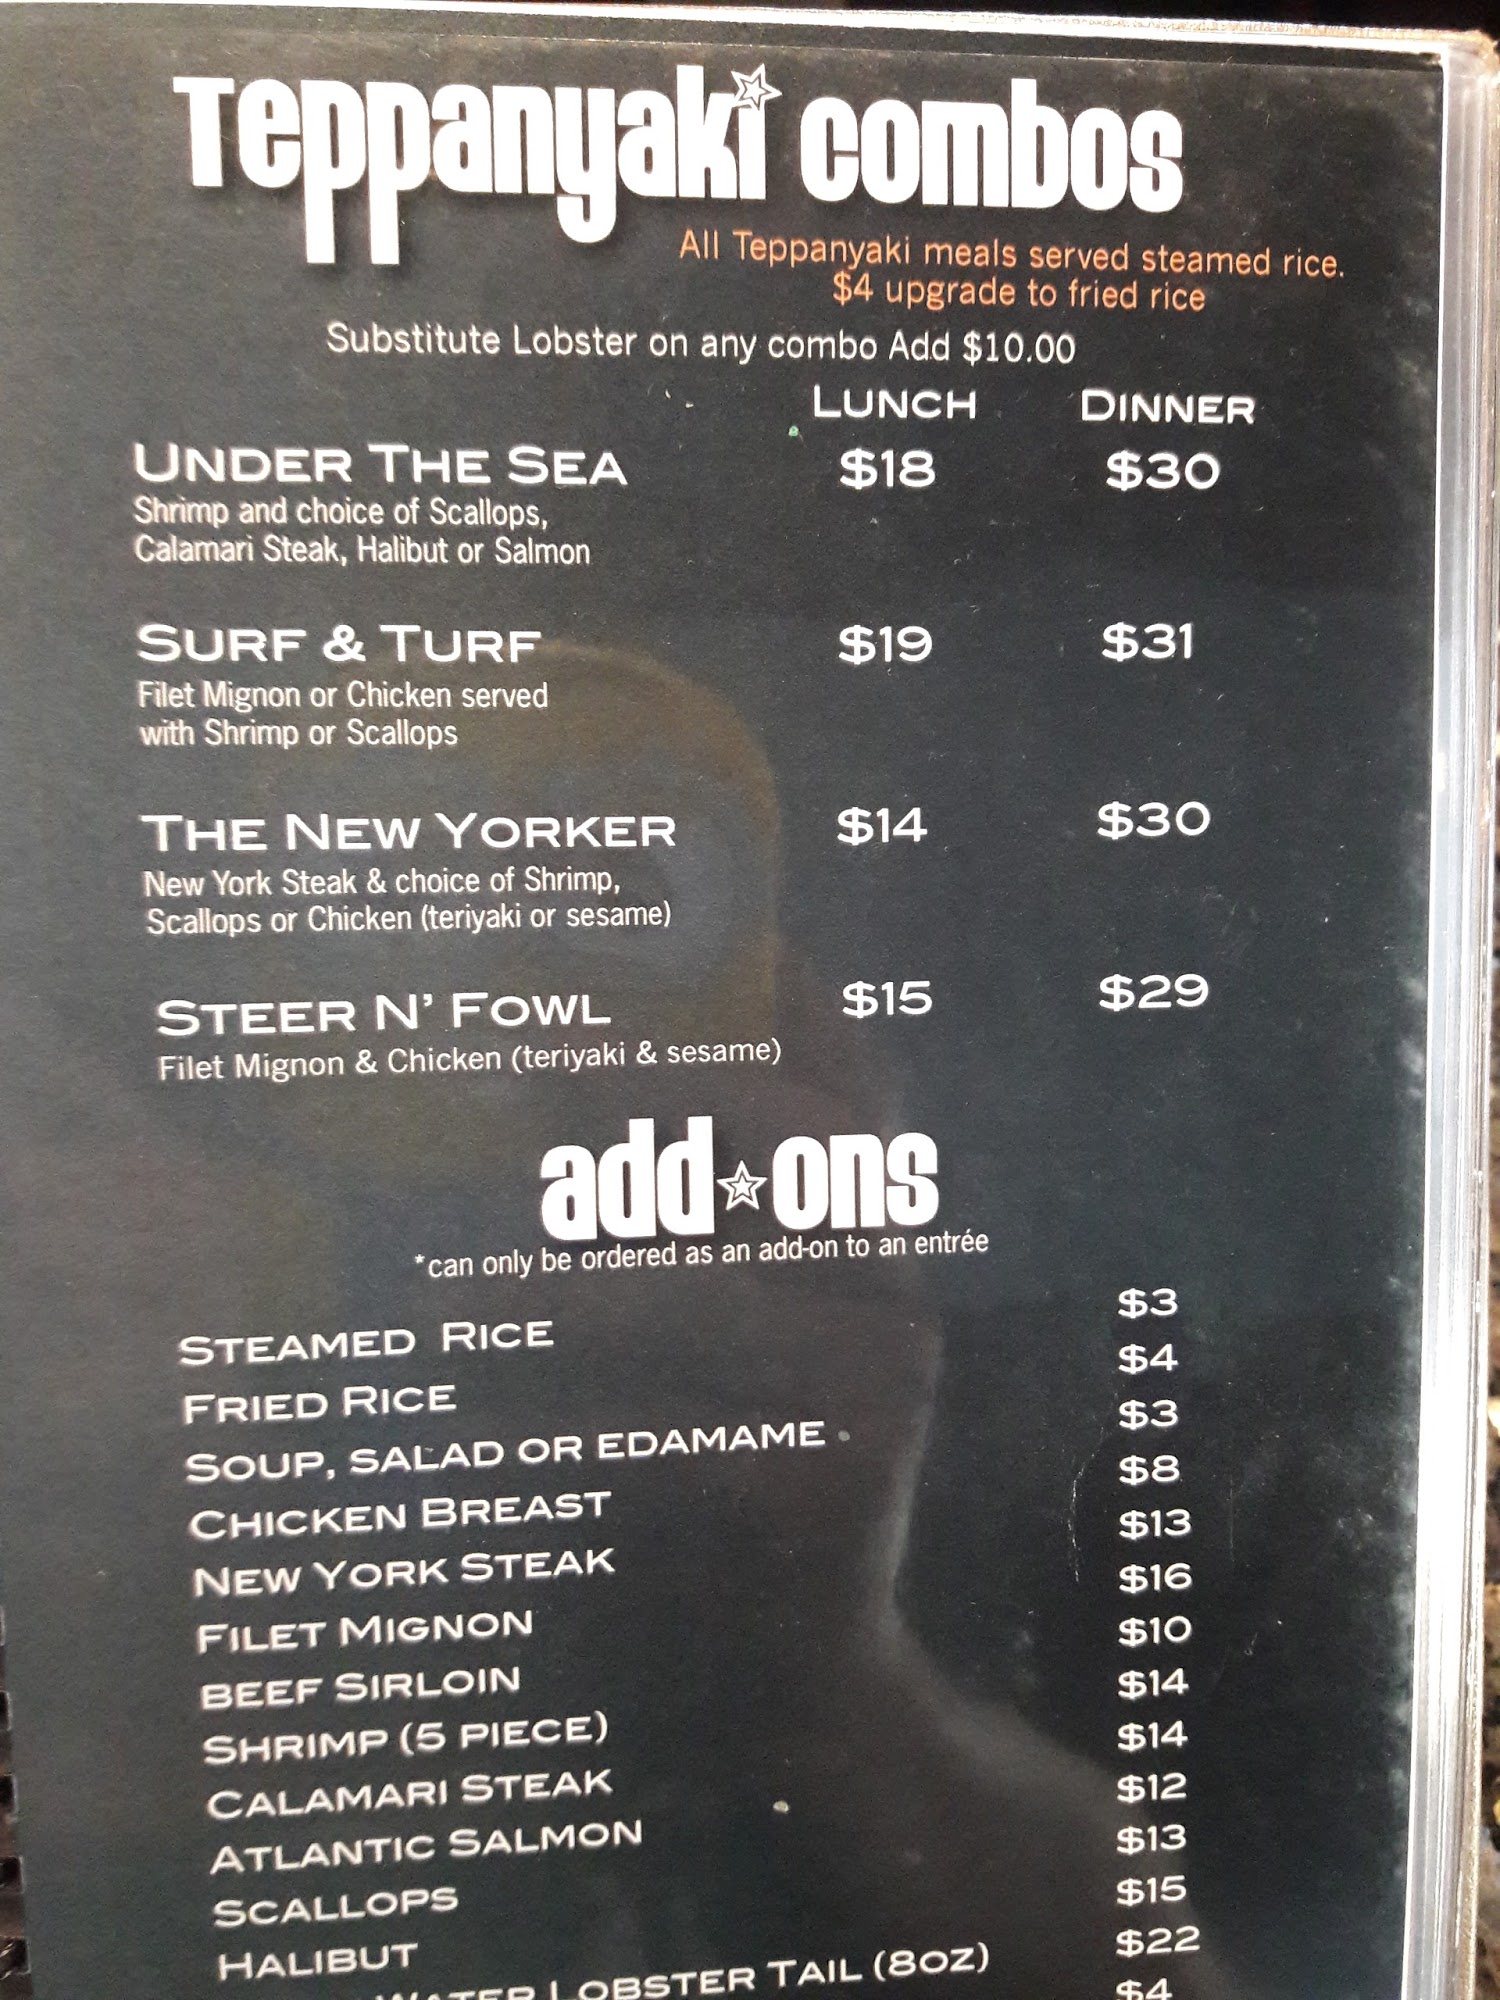 Teppanyaki combos
All Teppanyaki meals served steamed rice.
$4 upgrade to fried rice
Substitute Lobster on any combo Add $10.00
LUNCH DINNER
UNDER THE SEA $18 $30
Shrimp and choice of Scallops,
Calamari Steak, Halibut or Salmon
SURF & TURF $19 $31
Filet Mignon or Chicken served
with Shrimp or Scallops
THE NEW YORKER $14 $30
New York Steak & choice of Shrimp,
Scallops or Chicken (teriyaki or sesame)
STEER N' FOWL $15 $29
Filet Mignon & Chicken (teriyaki & sesame)
add ons
*can only be ordered as an add-on to an entrée
STEAMED RICE $3
FRIED RICE $4
SOUP, SALAD OR EDAMAME $3
CHICKEN BREAST $8
NEW YORK STEAK $13
FILET MIGNON $16
BEEF SIRLOIN $10
SHRIMP (5 PIECE) $14
CALAMARI STEAK $14
ATLANTIC SALMON $12
SCALLOPS $13
HALIBUT $15
WATER LOBSTER TAIL (8OZ) $22
$4